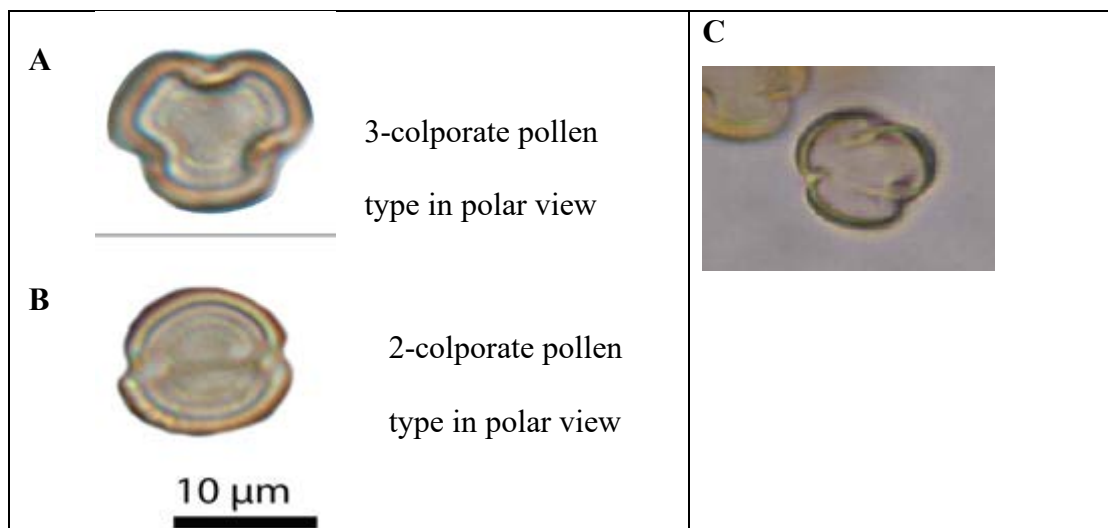 A
3-colporate pollen
type in polar view
B
2-colporate pollen
type in polar view
10 µm
C